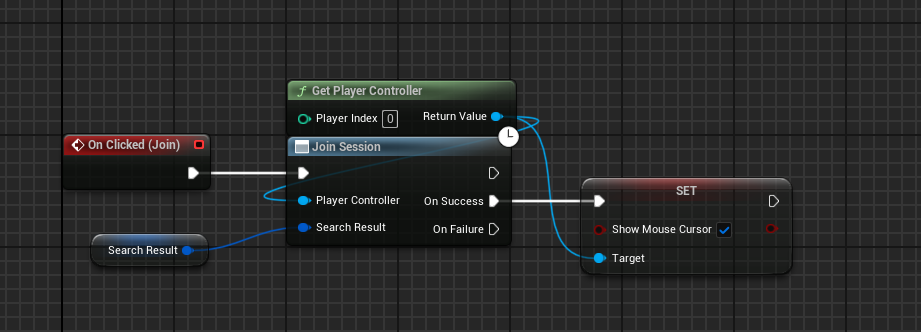 Get Player Controller
Player Index 0 Return Value
On Clicked (Join)
Join Session
SET
Player Controller On Success
Search Result On Failure
Show Mouse Cursor
Search Result
Target